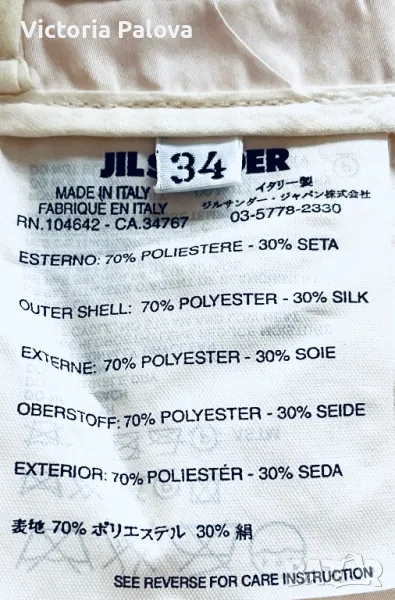 Victoria Palova
JIL S 34 DER
MADE IN ITALY
FABRIQUÉ EN ITALY
RN.104642 - CA.34767
イタリー製
ジルサンダー・ジャパン株式会社
03-5778-2330
ESTERNO: 70% POLIESTERE - 30% SETA
OUTER SHELL: 70% POLYESTER - 30% SILK
EXTERNE: 70% POLYESTER - 30% SOIE
OBERSTOFF: 70% POLYESTER - 30% SEIDE
EXTERIOR: 70% POLIESTÉR - 30% SEDA
表地 70% ポリエステル 30% 絹
SEE REVERSE FOR CARE INSTRUCTION